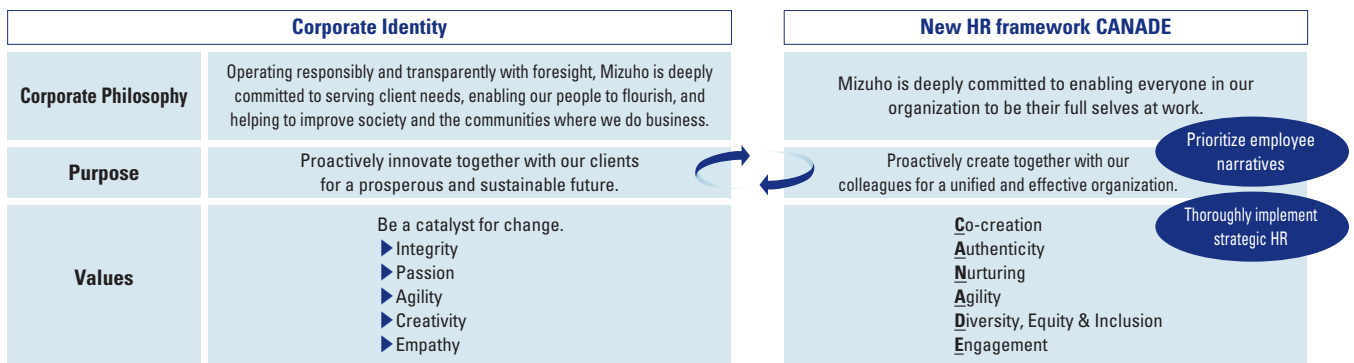 Corporate Identity
New HR framework CANADE
Corporate Philosophy
Operating responsibly and transparently with foresight, Mizuho is deeply
committed to serving client needs, enabling our people to flourish, and
helping to improve society and the communities where we do business.
Mizuho is deeply committed to enabling everyone in our
organization to be their full selves at work.
Prioritize employee
narratives
Purpose
Proactively innovate together with our clients
for a prosperous and sustainable future.
Proactively create together with our
colleagues for a unified and effective organization.
Thoroughly implement
strategic HR
Values
Be a catalyst for change.
▶Integrity
▶Passion
▶Agility
▶Creativity
▶Empathy
Co-creation
Authenticity
Nurturing
Agility
Diversity, Equity & Inclusion
Engagement